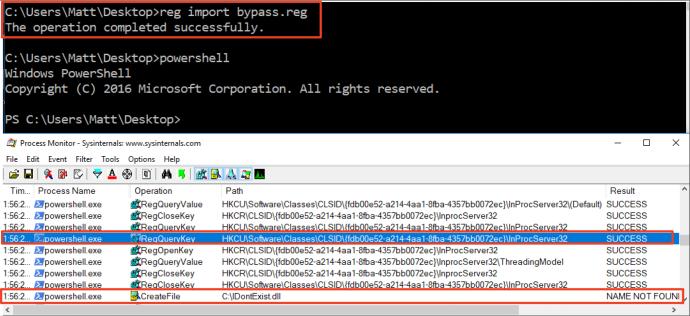 C:\Users\Matt\Desktop>reg import bypass.reg
The operation completed successfully.
C:\Users\Matt\Desktop>powershell
Windows PowerShell
Copyright (C) 2016 Microsoft Corporation. All rights reserved.
PS C:\Users\Matt\Desktop>
Process Monitor - Sysinternals: www.sysinternals.com
File Edit Event Filter Tools Options Help
Tim... Process Name Operation Path Result
1:56:2... powershell.exe RegQueryValue HKCU\Software\Classes\CLSID\{fdb00e52-a214-4aa1-8fba-4357bb0072ec}\InProcServer32\(Default) SUCCESS
1:56:2... powershell.exe RegCloseKey HKCR\CLSID\{fdb00e52-a214-4aa1-8fba-4357bb0072ec}\InprocServer32 SUCCESS
1:56:2... powershell.exe RegQueryKey HKCU\Software\Classes\CLSID\{fdb00e52-a214-4aa1-8fba-4357bb0072ec}\InProcServer32 SUCCESS
1:56:2... powershell.exe RegQueryKey HKCU\Software\Classes\CLSID\{fdb00e52-a214-4aa1-8fba-4357bb0072ec}\InProcServer32 SUCCESS
1:56:2... powershell.exe RegOpenKey HKCR\CLSID\{fdb00e52-a214-4aa1-8fba-4357bb0072ec}\InProcServer32 SUCCESS
1:56:2... powershell.exe RegQueryValue HKCR\CLSID\{fdb00e52-a214-4aa1-8fba-4357bb0072ec}\InprocServer32\ThreadingModel SUCCESS
1:56:2... powershell.exe RegCloseKey HKCR\CLSID\{fdb00e52-a214-4aa1-8fba-4357bb0072ec}\InprocServer32 SUCCESS
1:56:2... powershell.exe RegCloseKey HKCU\Software\Classes\CLSID\{fdb00e52-a214-4aa1-8fba-4357bb0072ec}\InProcServer32 SUCCESS
1:56:2... powershell.exe CreateFile C:\IDontExist.dll NAME NOT FOUN